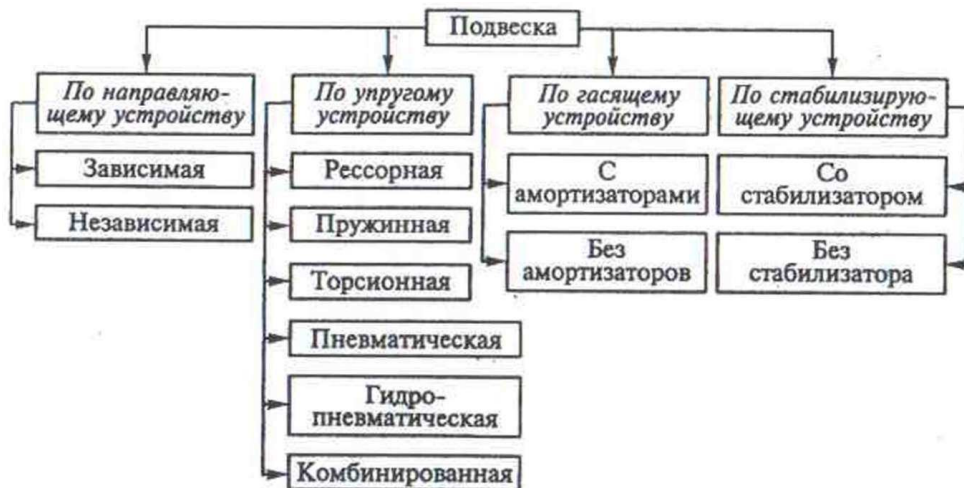 Подвеска
По направляю-
щему устройству
Зависимая
Независимая
По упругому
устройству
Рессорная
Пружинная
Торсионная
Пневматическая
Гидро-
пневматическая
Комбинированная
По гасящему
устройству
С
амортизаторами
Без
амортизаторов
По стабилизирую-
щему устройству
Со
стабилизатором
Без
стабилизатора